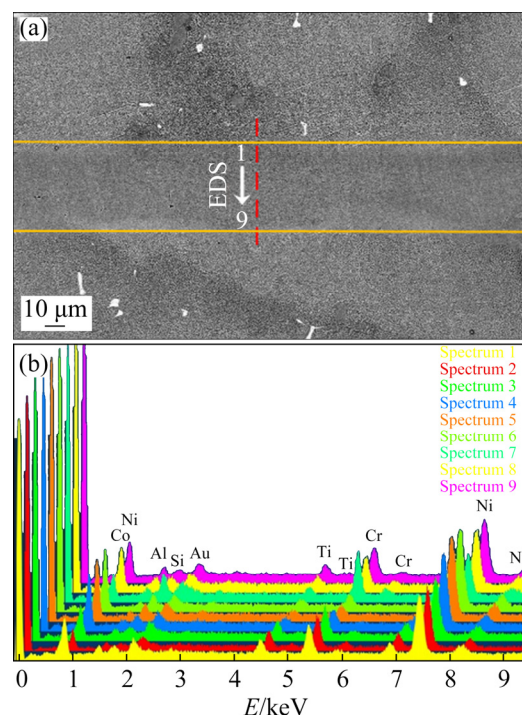 (a)
1
EDS
9
10 μm
(b)
Spectrum 1
Spectrum 2
Spectrum 3
Spectrum 4
Spectrum 5
Spectrum 6
Spectrum 7
Spectrum 8
Spectrum 9
Ni
Co
Al
Si
Au
Ti
Ti
Cr
Cr
Ni
N
0 1 2 3 4 5 6 7 8 9
E/keV